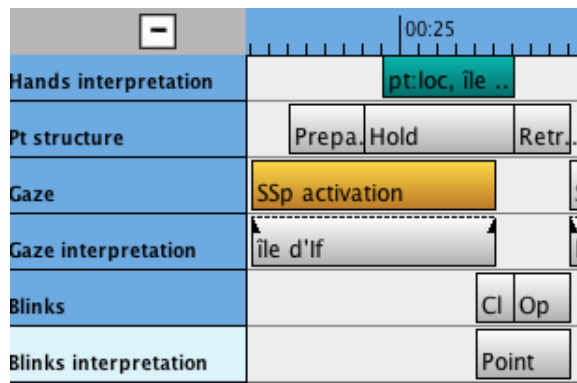 00:25
Hands interpretation pt:loc, île ..
Pt structure Prepa. Hold Retr..
Gaze SSp activation
Gaze interpretation île d'If
Blinks Cl Op
Blinks interpretation Point